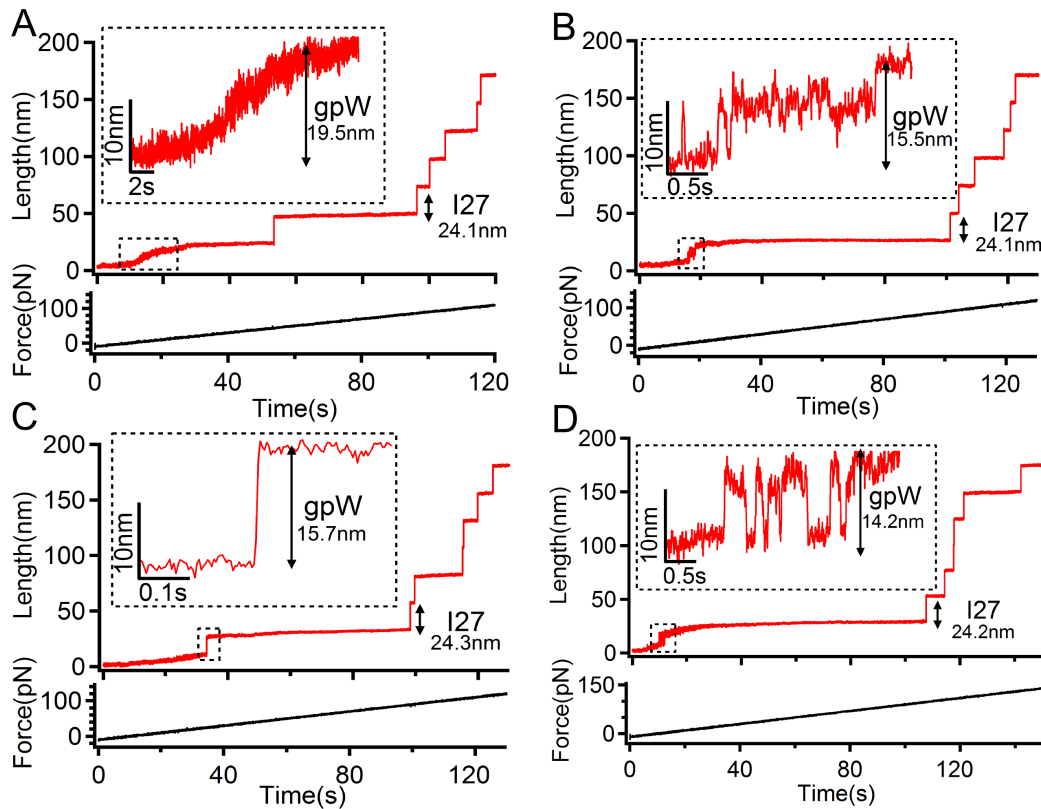 A
200
150
100
50
0
Length(nm)
10nm
2s
gpW
19.5nm
I27
24.1nm
100
0
Force(pN)
0
40
80
120
Time(s)
B
200
150
100
50
0
Length(nm)
10nm
0.5s
gpW
15.5nm
I27
24.1nm
100
0
Force(pN)
0
40
80
120
Time(s)
C
200
150
100
50
0
Length(nm)
10nm
0.1s
gpW
15.7nm
I27
24.3nm
100
0
Force(pN)
0
40
80
120
Time(s)
D
200
150
100
50
0
Length(nm)
10nm
0.5s
gpW
14.2nm
I27
24.2nm
150
0
Force(pN)
0
40
80
120
Time(s)